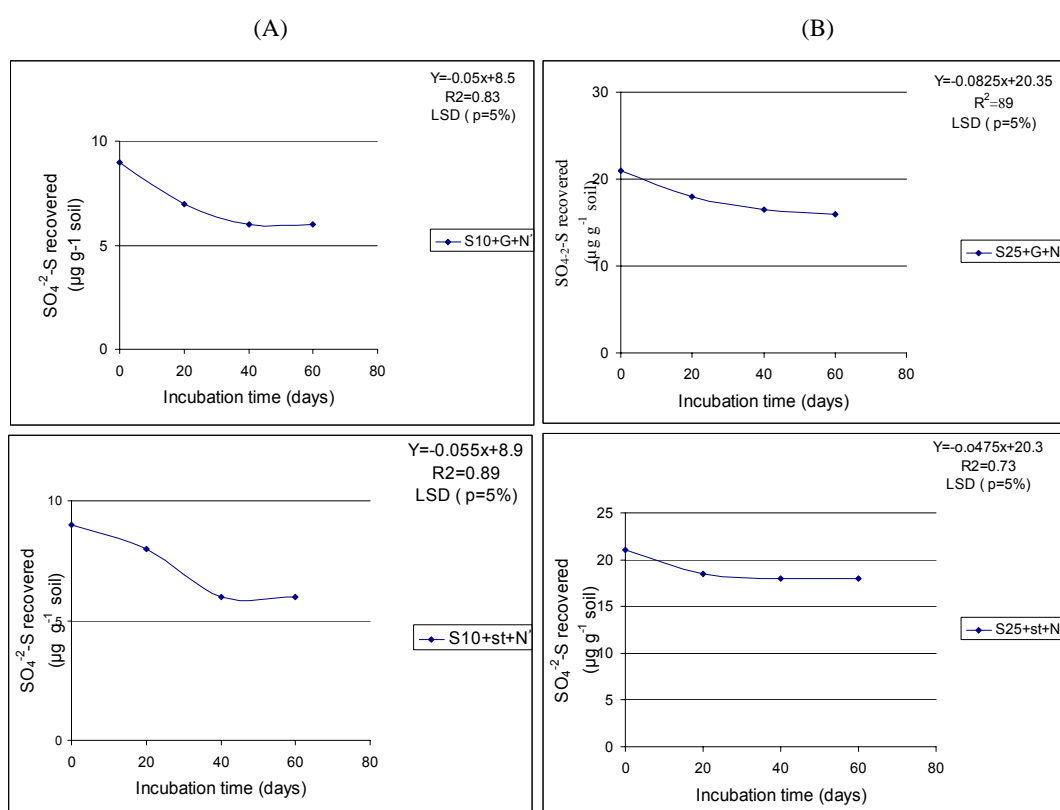 (A)
(B)
Y=-0.05x+8.5
R2=0.83
LSD ( p=5%)
10
5
0
0 20 40 60 80
SO4-2-S recovered
(µg g-1 soil)
Incubation time (days)
S10+G+N
Y=-0.0825x+20.35
R2=89
LSD ( p=5%)
30
20
10
0
0 20 40 60 80
SO4-2-S recovered
(µg g-1 soil)
Incubation time (days)
S25+G+N
Y=-0.055x+8.9
R2=0.89
LSD ( p=5%)
10
5
0
0 20 40 60 80
SO4-2-S recovered
(µg g-1 soil)
Incubation time (days)
S10+st+N
Y=-o.o475x+20.3
R2=0.73
LSD ( p=5%)
25
20
15
10
5
0
0 20 40 60 80
SO4-2-S recovered
(µg g-1 soil)
Incubation time (days)
S25+st+N